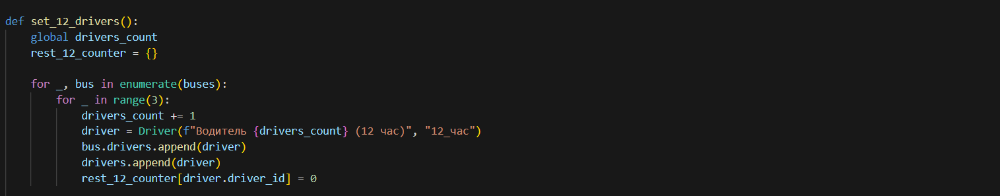 def set_12_drivers():
    global drivers_count
    rest_12_counter = {}
    for _, bus in enumerate(buses):
        for _ in range(3):
            drivers_count += 1
            driver = Driver(f"Водитель {drivers_count} (12 час)", "12_час")
            bus.drivers.append(driver)
            drivers.append(driver)
            rest_12_counter[driver.driver_id] = 0